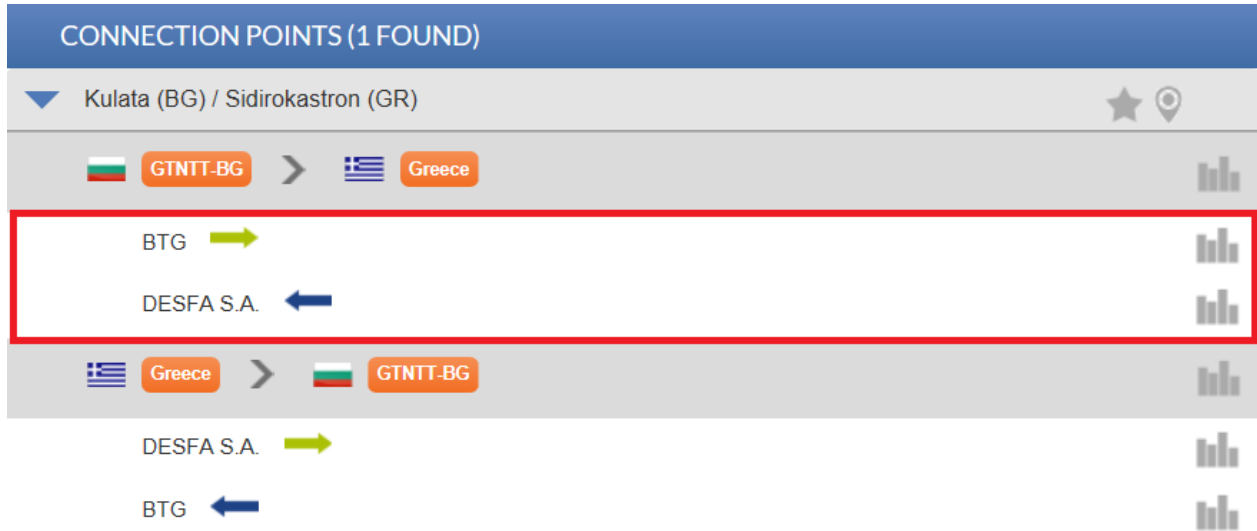 CONNECTION POINTS (1 FOUND)
Kulata (BG) / Sidirokastron (GR)
GTNTT-BG Greece
BTG
DESFA S.A.
Greece GTNTT-BG
DESFA S.A.
BTG